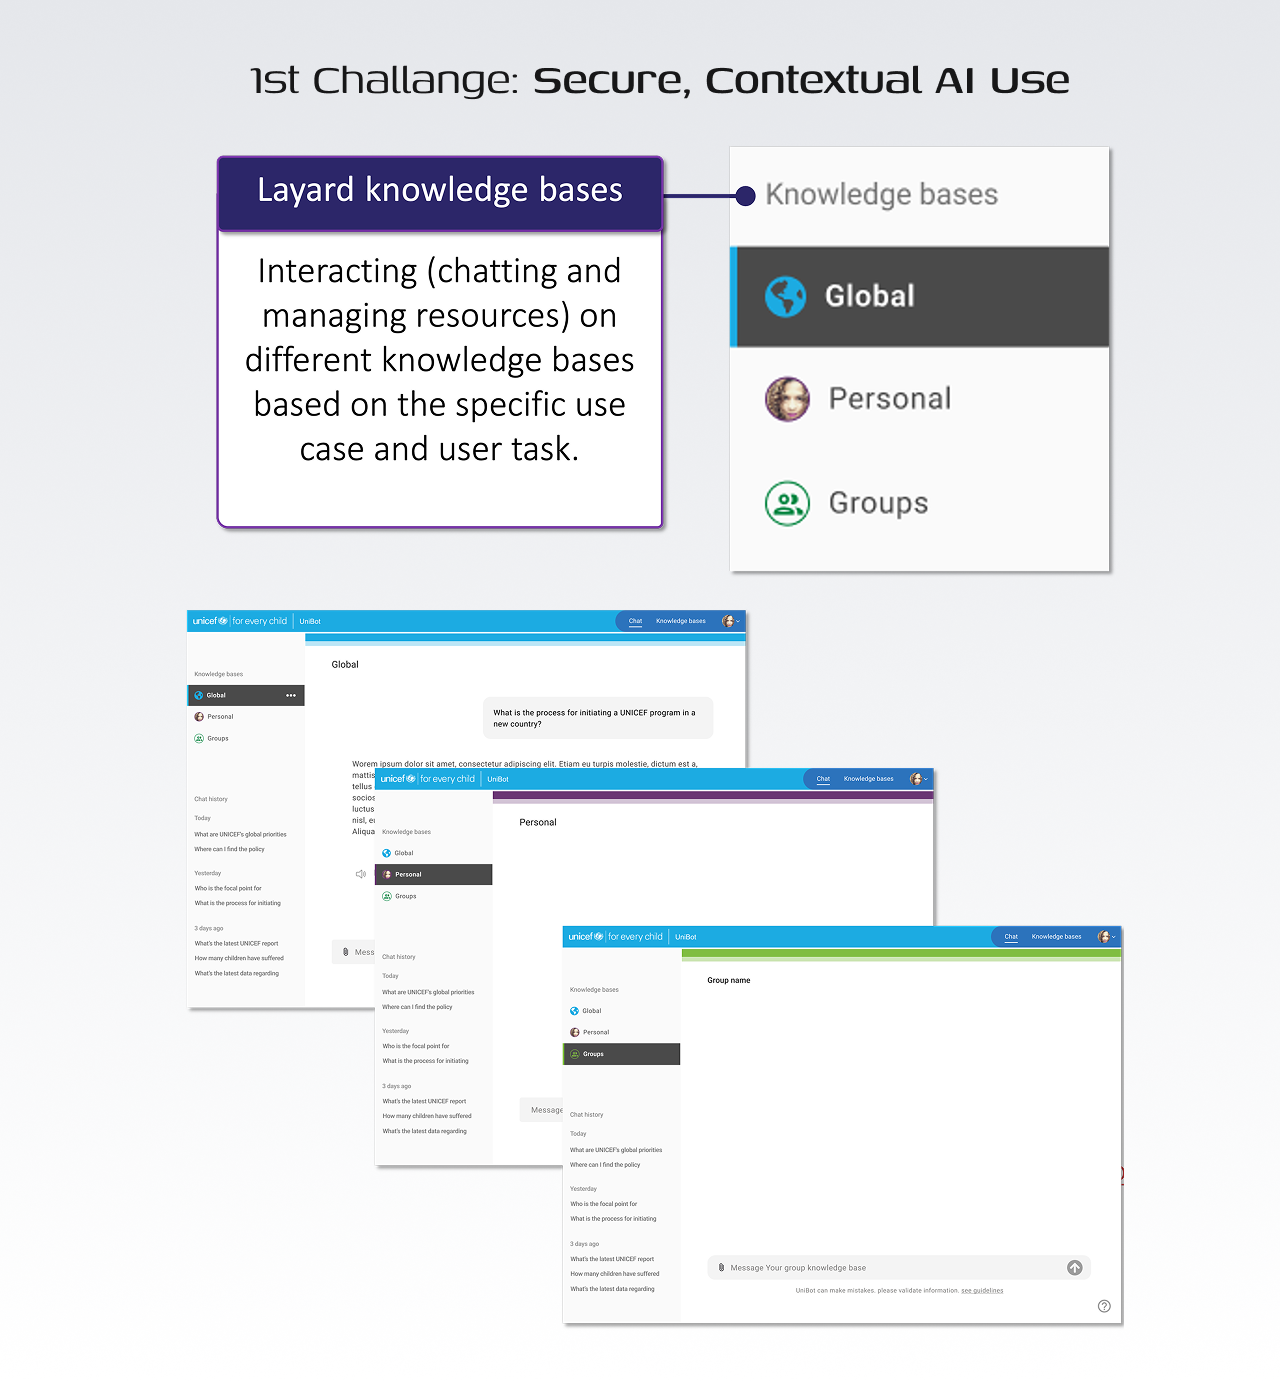 1st Challange: Secure, Contextual AI Use
Layard knowledge bases
Interacting (chatting and
managing resources) on
different knowledge bases
based on the specific use
case and user task.
Knowledge bases
Global
Personal
Groups
unicef for every child UniBot
Chat Knowledge bases
Knowledge bases
Global
Personal
Groups
Chat history
Today
What are UNICEF's global priorities
Where can I find the policy
Yesterday
Who is the focal point for
What is the process for initiating
3 days ago
What's the latest UNICEF report
How many children have suffered
What's the latest data regarding
Global
What is the process for initiating a UNICEF program in a
new country?
Worem ipsum dolor sit amet, consectetur adipiscing elit. Etiam eu turpis molestie, dictum est a,
mattis
tellus
socios
luctus
nisl, eu
Aliqua
Mess
unicef for every child UniBot
Chat Knowledge bases
Knowledge bases
Global
Personal
Groups
Chat history
Today
What are UNICEF's global priorities
Where can I find the policy
Yesterday
Who is the focal point for
What is the process for initiating
3 days ago
What's the latest UNICEF report
How many children have suffered
What's the latest data regarding
Personal
Message
unicef for every child UniBot
Chat Knowledge bases
Knowledge bases
Global
Personal
Groups
Chat history
Today
What are UNICEF's global priorities
Where can I find the policy
Yesterday
Who is the focal point for
What is the process for initiating
3 days ago
What's the latest UNICEF report
How many children have suffered
What's the latest data regarding
Group name
Message Your group knowledge base
UniBot can make mistakes. please validate information. see guidelines